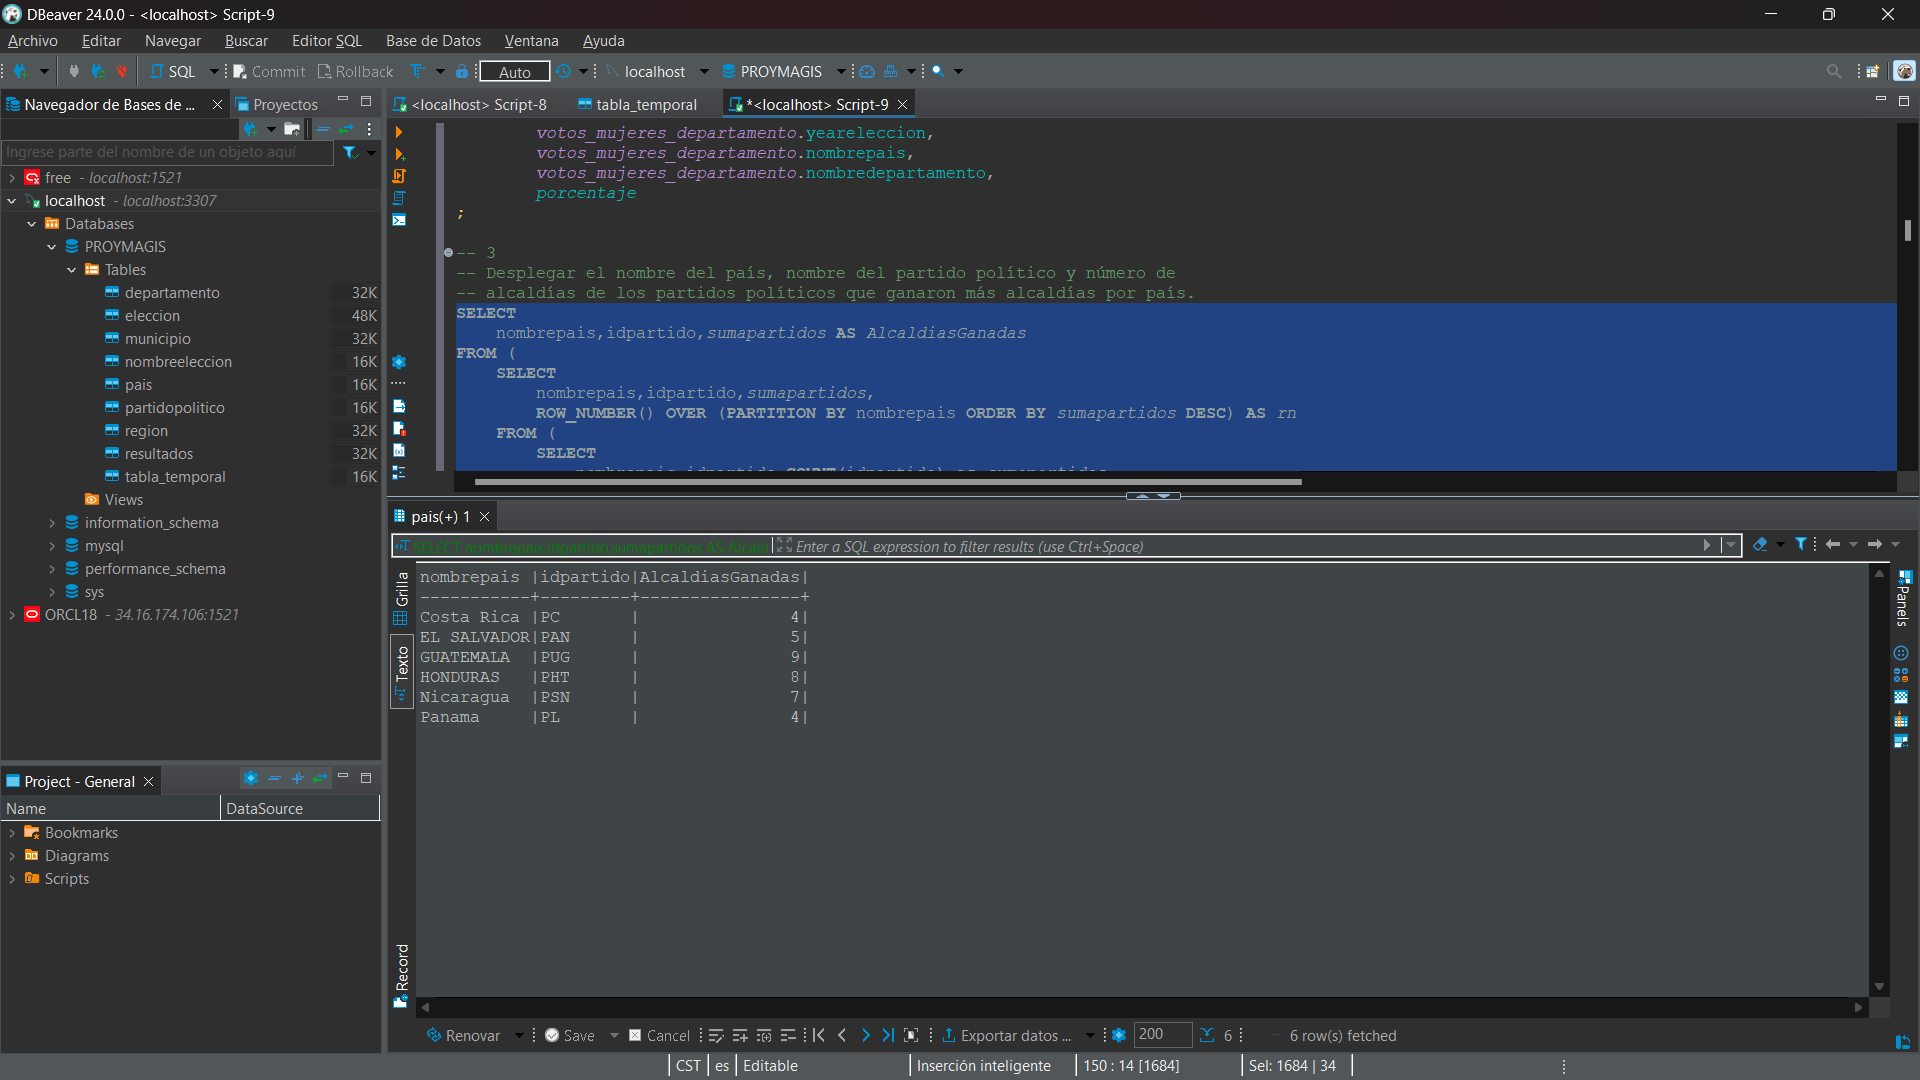 DBeaver 24.0.0 - <localhost> Script-9
Archivo Editar Navegar Buscar Editor SQL Base de Datos Ventana Ayuda
SQL Commit Rollback Auto localhost PROYMAGIS
Navegador de Bases de ... Proyectos
Ingrese parte del nombre de un objeto aquí
free - localhost:1521
localhost - localhost:3307
Databases
PROYMAGIS
Tables
departamento 32K
eleccion 48K
municipio 32K
nombreeleccion 16K
pais 16K
partidopolitico 16K
region 32K
resultados 32K
tabla_temporal 16K
Views
information_schema
mysql
performance_schema
sys
ORCL18 - 34.16.174.106:1521
Project - General
Name DataSource
Bookmarks
Diagrams
Scripts
<localhost> Script-8 tabla_temporal *<localhost> Script-9
votos_mujeres_departamento.yeareleccion,
votos_mujeres_departamento.nombrepais,
votos_mujeres_departamento.nombredepartamento,
porcentaje
;
-- 3
-- Desplegar el nombre del país, nombre del partido político y número de
-- alcaldías de los partidos políticos que ganaron más alcaldías por país.
SELECT
nombrepais,idpartido,sumapartidos AS AlcaldiasGanadas
FROM (
SELECT
nombrepais,idpartido,sumapartidos,
ROW_NUMBER() OVER (PARTITION BY nombrepais ORDER BY sumapartidos DESC) AS rn
FROM (
SELECT
nombrepais,idpartido,COUNT(idpartido) as sumapartidos
pais(+) 1
SELECT nombrepais,idpartido,sumapartidos AS Alcald Enter a SQL expression to filter results (use Ctrl+Space)
Grilla
Texto
Record
Panels
nombrepais |idpartido|AlcaldiasGanadas|
-----------+---------+----------------+
Costa Rica |PC | 4|
EL SALVADOR|PAN | 5|
GUATEMALA |PUG | 9|
HONDURAS |PHT | 8|
Nicaragua |PSN | 7|
Panama |PL | 4|
Renovar Save Cancel Exportar datos ... 200 6 6 row(s) fetched
CST es Editable Inserción inteligente 150 : 14 [1684] Sel: 1684 | 34